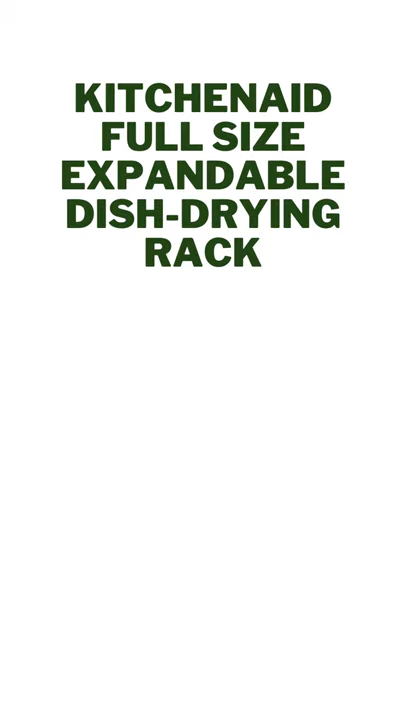 KITCHENAID
FULL SIZE
EXPANDABLE
DISH-DRYING
RACK